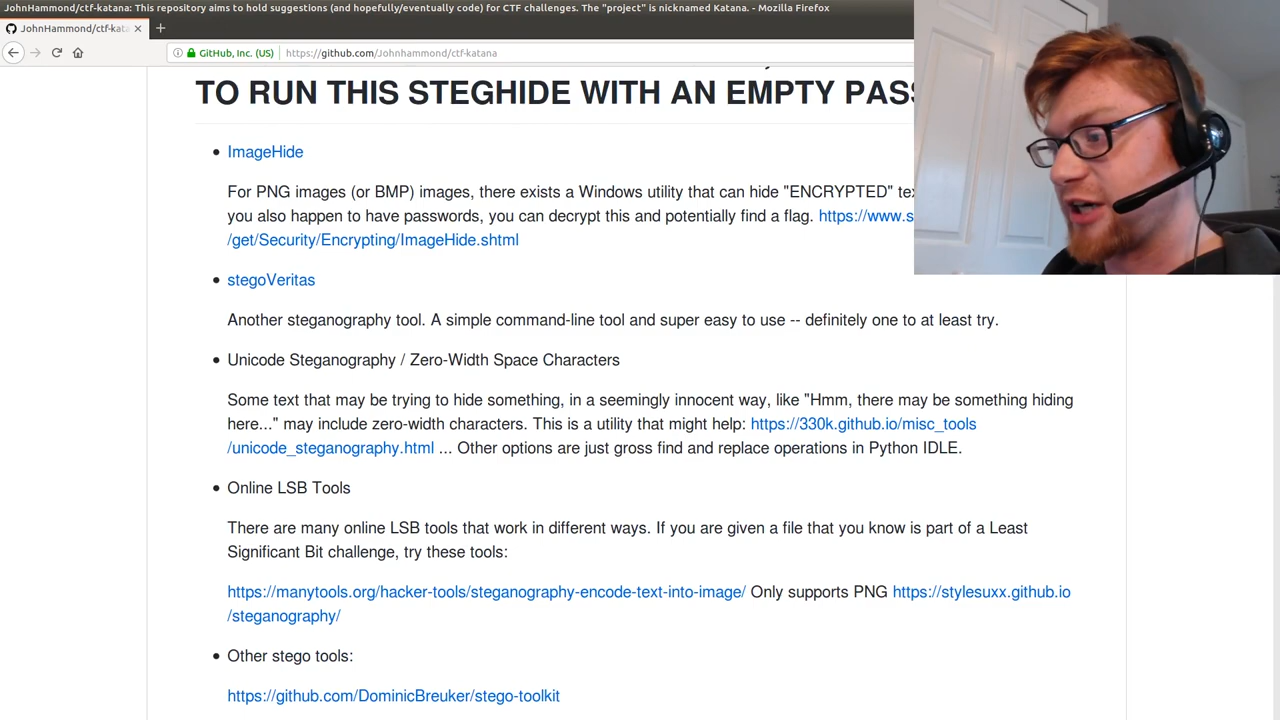 JohnHammond/ctf-katana: This repository aims to hold suggestions (and hopefully/eventually code) for CTF challenges. The "project" is nicknamed Katana. - Mozilla Firefox
JohnHammond/ctf-kata
GitHub, Inc. (US)
https://github.com/Johnhammond/ctf-katana
TO RUN THIS STEGHIDE WITH AN EMPTY
ImageHide
For PNG images (or BMP) images, there exists a Windows utility that can hide "ENCRYPTED"
you also happen to have passwords, you can decrypt this and potentially find a flag. https://www.s
/get/Security/Encrypting/ImageHide.shtml
stegoVeritas
Another steganography tool. A simple command-line tool and super easy to use -- definitely one to at least try.
Unicode Steganography / Zero-Width Space Characters
Some text that may be trying to hide something, in a seemingly innocent way, like "Hmm, there may be something hiding
here..." may include zero-width characters. This is a utility that might help: https://330k.github.io/misc_tools
/unicode_steganography.html ... Other options are just gross find and replace operations in Python IDLE.
Online LSB Tools
There are many online LSB tools that work in different ways. If you are given a file that you know is part of a Least
Significant Bit challenge, try these tools:
https://manytools.org/hacker-tools/steganography-encode-text-into-image/ Only supports PNG https://stylesuxx.github.io
/steganography/
Other stego tools:
https://github.com/DominicBreuker/stego-toolkit